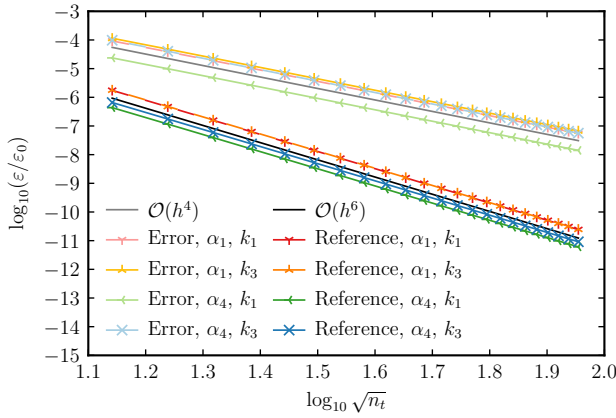 −3
−4
−5
−6
−7
−8
−9
−10
−11
−12
−13
−14
−15
log₁₀(ε/ε₀)
O(h⁴)
Error, α₁, k₁
Error, α₁, k₃
Error, α₄, k₁
Error, α₄, k₃
O(h⁶)
Reference, α₁, k₁
Reference, α₁, k₃
Reference, α₄, k₁
Reference, α₄, k₃
1.1 1.2 1.3 1.4 1.5 1.6 1.7 1.8 1.9 2.0
log₁₀ √n_t